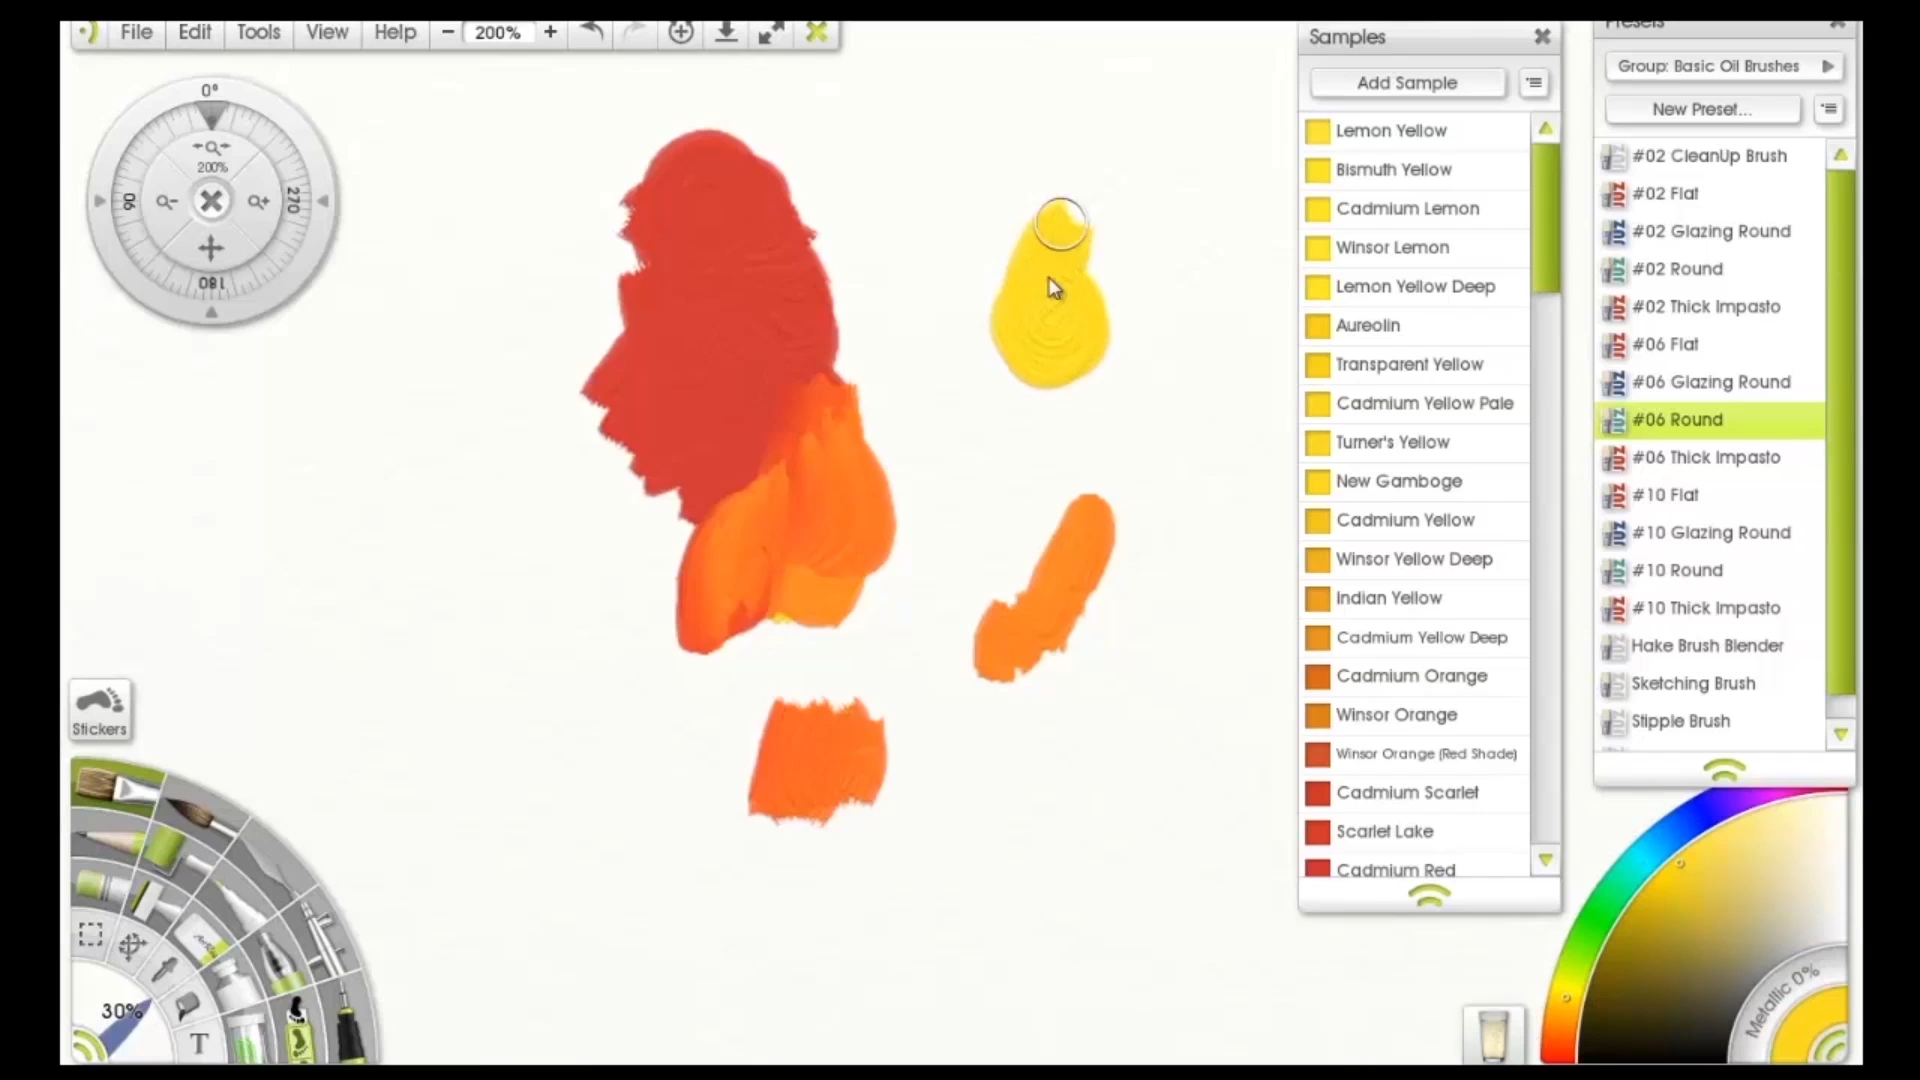 File Edit Tools View Help − 200% +
0°
200%
90
270
180
Stickers
30%
T
Samples
Add Sample
Lemon Yellow
Bismuth Yellow
Cadmium Lemon
Winsor Lemon
Lemon Yellow Deep
Aureolin
Transparent Yellow
Cadmium Yellow Pale
Turner's Yellow
New Gamboge
Cadmium Yellow
Winsor Yellow Deep
Indian Yellow
Cadmium Yellow Deep
Cadmium Orange
Winsor Orange
Winsor Orange (Red Shade)
Cadmium Scarlet
Scarlet Lake
Cadmium Red
Presets
Group: Basic Oil Brushes
New Preset...
#02 CleanUp Brush
#02 Flat
#02 Glazing Round
#02 Round
#02 Thick Impasto
#06 Flat
#06 Glazing Round
#06 Round
#06 Thick Impasto
#10 Flat
#10 Glazing Round
#10 Round
#10 Thick Impasto
Hake Brush Blender
Sketching Brush
Stipple Brush
Metallic 0%